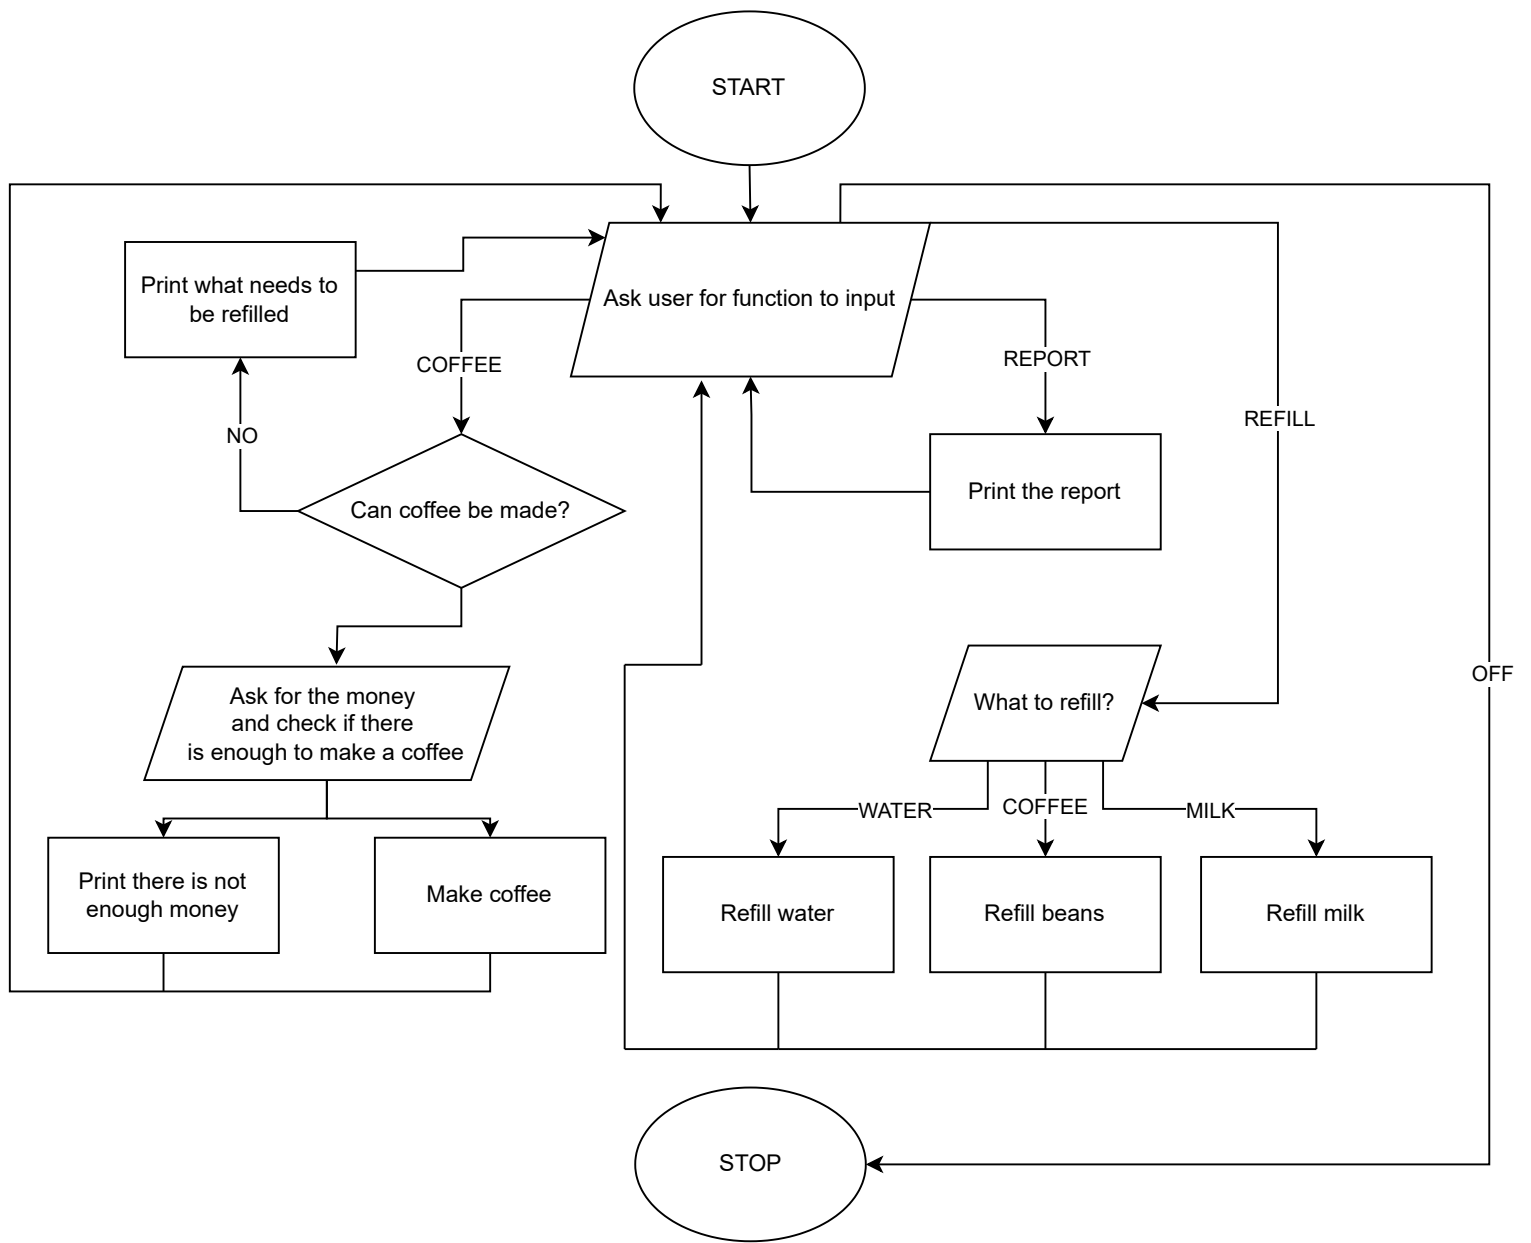 START
Print what needs to
be refilled
Ask user for function to input
COFFEE
REPORT
REFILL
NO
Can coffee be made?
Print the report
OFF
Ask for the money
and check if there
is enough to make a coffee
What to refill?
WATER
COFFEE
MILK
Print there is not
enough money
Make coffee
Refill water
Refill beans
Refill milk
STOP